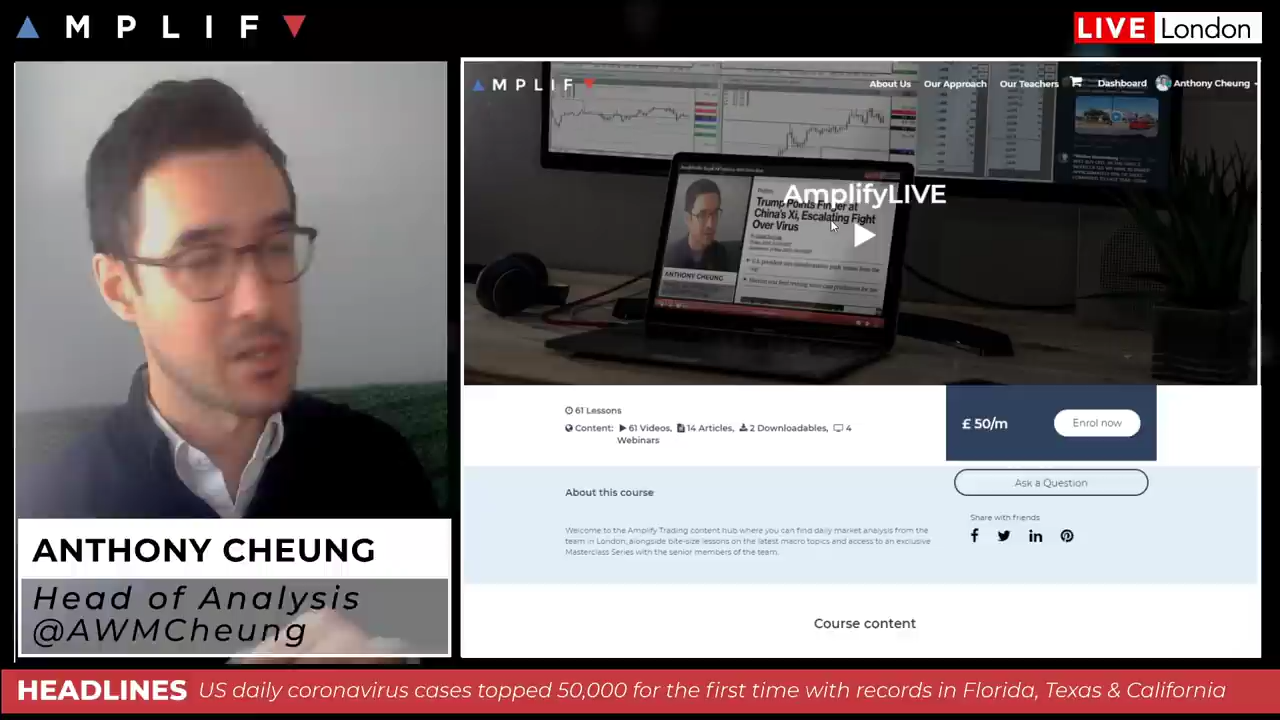 AMPLIFY
LIVE London
AMPLIFY
About Us Our Approach Our Teachers Dashboard Anthony Cheung
AmplifyLIVE
Politics
Trump Points Finger at
China's Xi, Escalating Fight
Over Virus
ANTHONY CHEUNG
61 Lessons
Content: 61 Videos, 14 Articles, 2 Downloadables, 4
Webinars
£ 50/m
Enrol now
Ask a Question
About this course
Share with friends
Welcome to the Amplify Trading content hub where you can find daily market analysis from the
team in London, alongside bite-size lessons on the latest macro topics and access to an exclusive
Masterclass Series with the senior members of the team.
Course content
ANTHONY CHEUNG
Head of Analysis
@AWMCheung
HEADLINES US daily coronavirus cases topped 50,000 for the first time with records in Florida, Texas & California